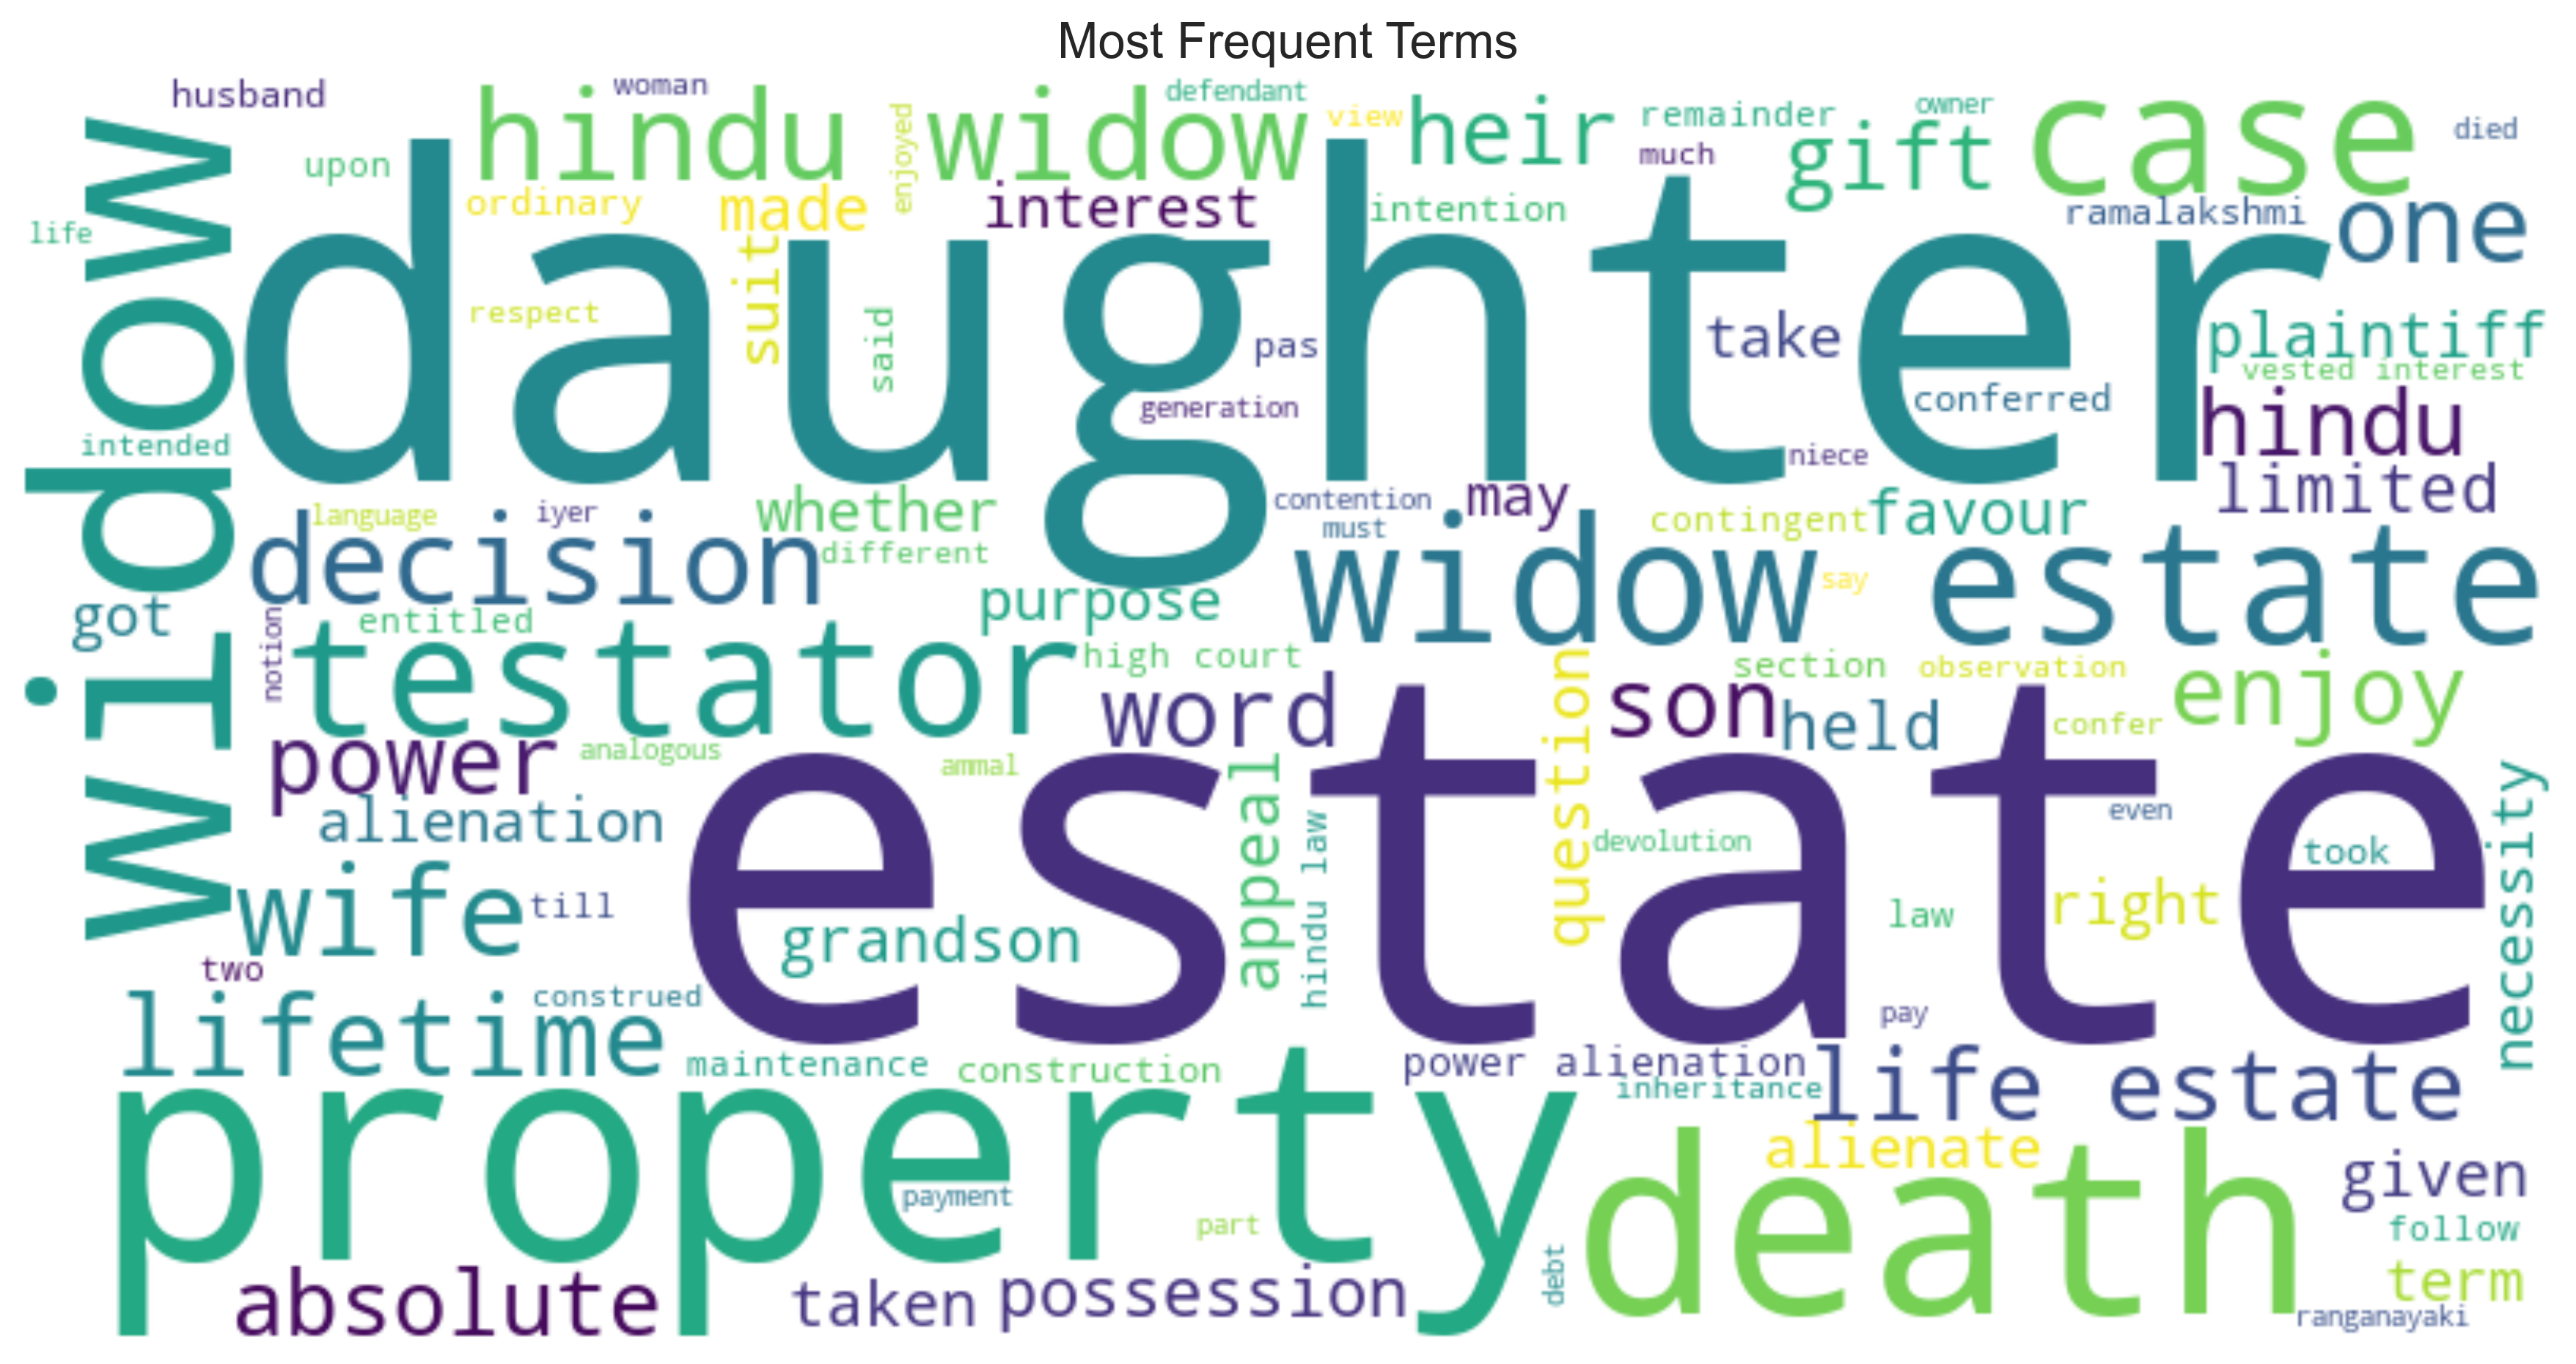 Most Frequent Terms
husband
woman
hindu widow
defendant
view
heir
remainder
owner
gift
case
died
upon
enjoyed
much
life
ordinary
made
interest
intention
ramalakshmi
one
widow
daughter
suit
respect
said
pas
take
plaintiff
vested interest
generation
conferred
hindu
intended
niece
limited
language
iyer
whether
contention
may
must
contingent
favour
decision
different
widow estate
say
got
entitled
purpose
notion
testator
high court
question
section
observation
enjoy
word
son
held
confer
power
analogous
ammal
estate
appeal
hindu law
necessity
alienation
even
devolution
took
wife
till
grandson
law
right
two
lifetime
construed
pay
maintenance
construction
power alienation
inheritance
life estate
property
death
alienate
given
payment
part
follow
debt
absolute
taken
possession
term
ranganayaki